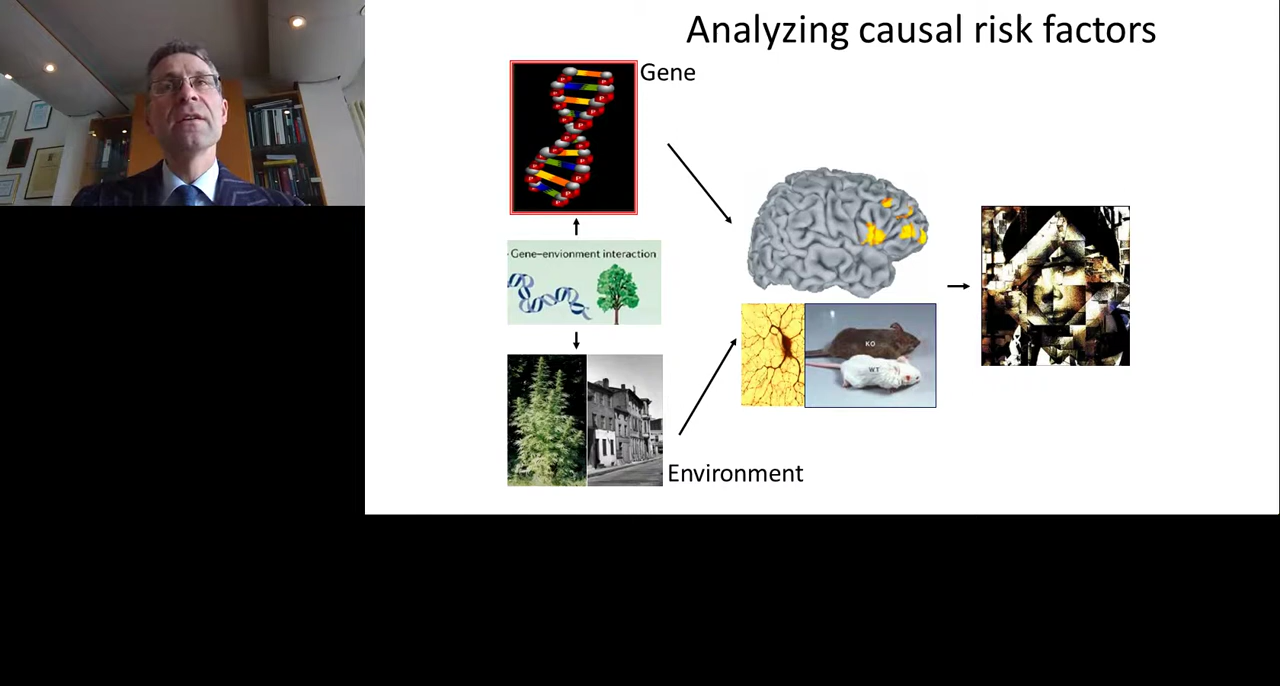 Analyzing causal risk factors
Gene
P
P
P
P
P
P
P
P
P
P
P
P
P
Gene–envionment interaction
KO
WT
Environment